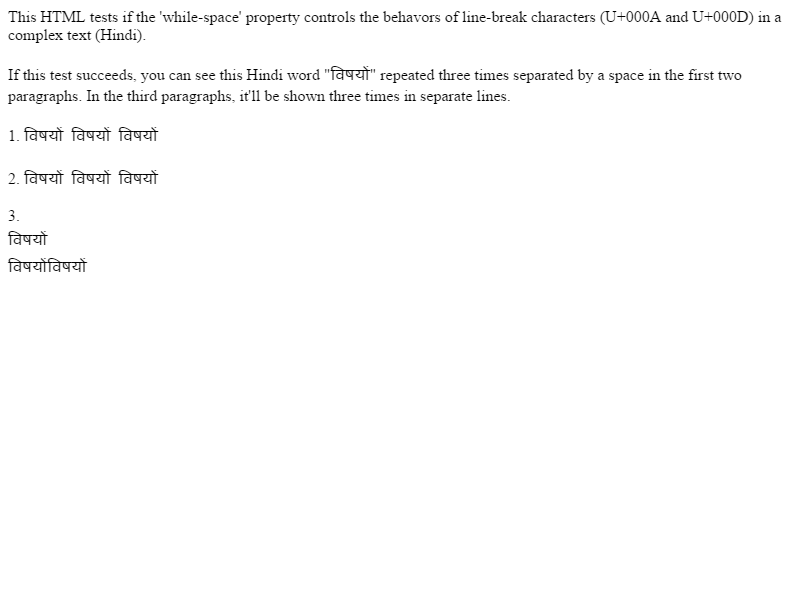 This HTML tests if the 'while-space' property controls the behavors of line-break characters (U+000A and U+000D) in a
complex text (Hindi).
If this test succeeds, you can see this Hindi word "विषयों" repeated three times separated by a space in the first two
paragraphs. In the third paragraphs, it'll be shown three times in separate lines.
1. विषयों विषयों विषयों
2. विषयों विषयों विषयों
3.
विषयों
विषयोंविषयों